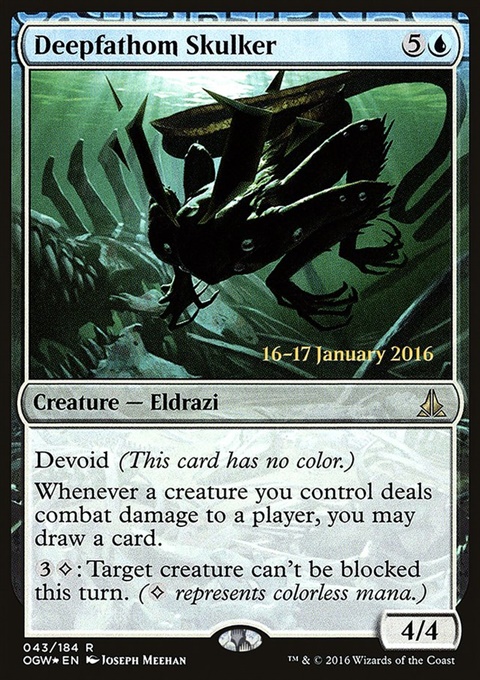 Deepfathom Skulker 5
16–17 January 2016
Creature — Eldrazi
Devoid (This card has no color.)
Whenever a creature you control deals
combat damage to a player, you may
draw a card.
3◇: Target creature can't be blocked
this turn. (◇ represents colorless mana.)
4/4
043/184 R
OGW★EN Joseph Meehan
™ & © 2016 Wizards of the Coast